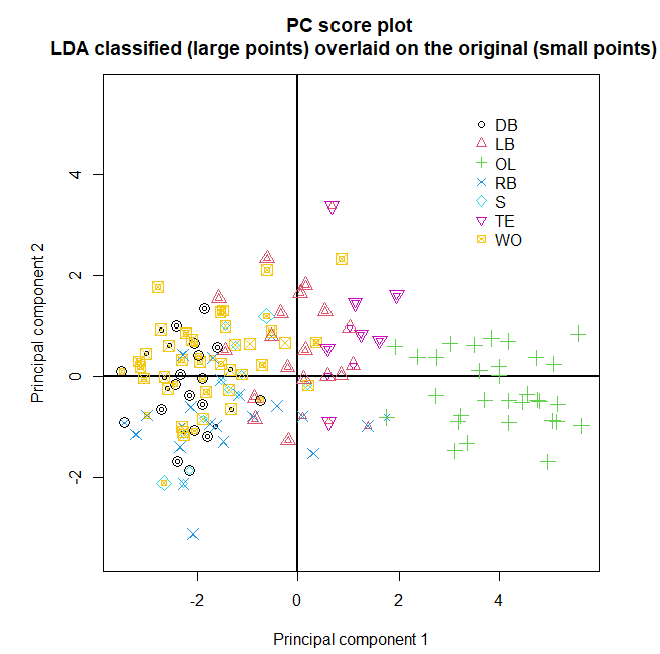 PC score plot
LDA classified (large points) overlaid on the original (small points)
DB
LB
OL
RB
S
TE
WO
4
2
0
-2
Principal component 2
-2
0
2
4
Principal component 1